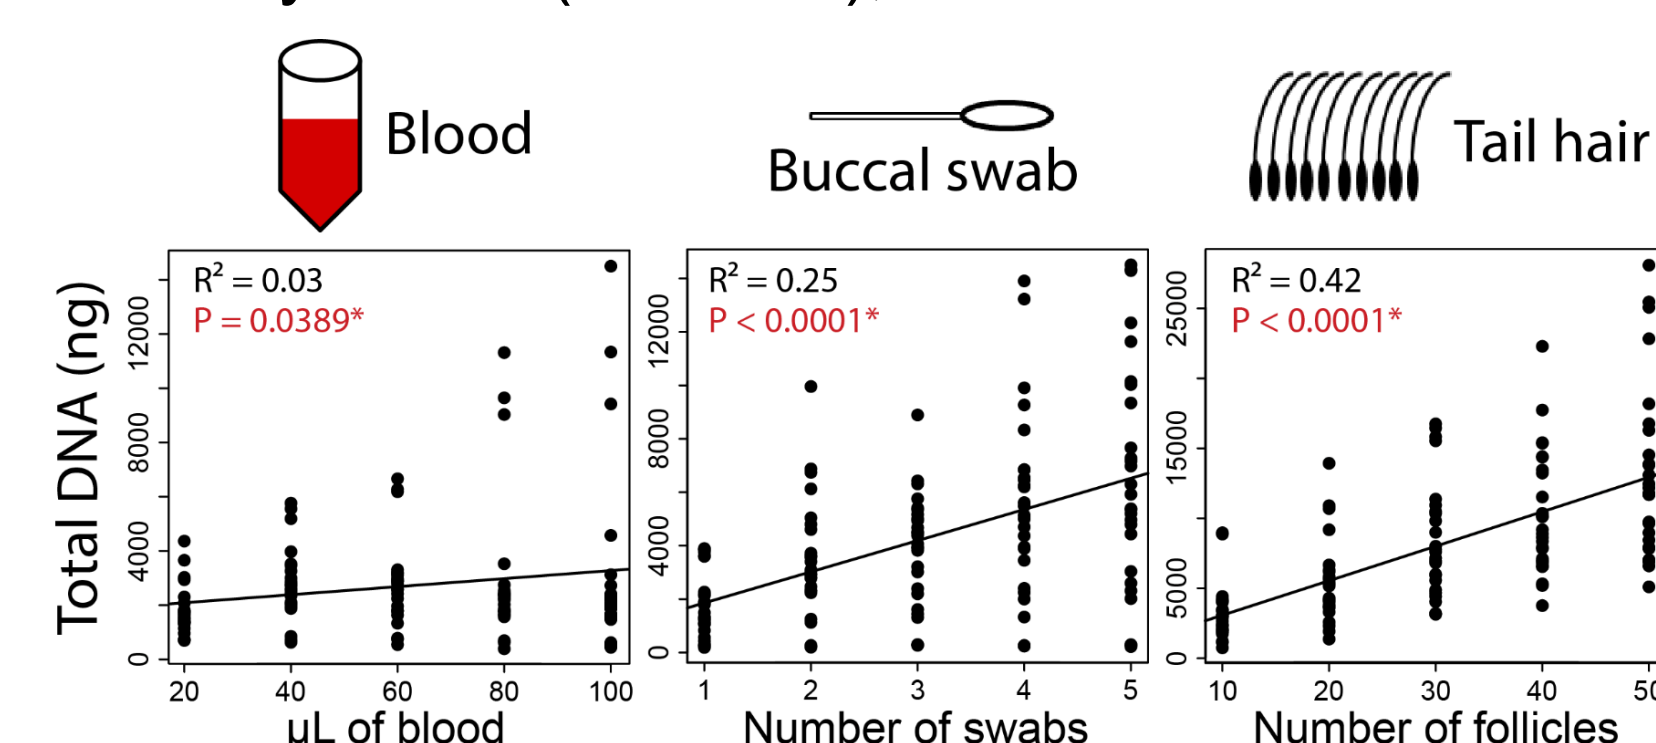 Blood
Buccal swab
Tail hair
Total DNA (ng)
R² = 0.03
P = 0.0389*
0
4000
8000
12000
20
40
60
80
100
µL of blood
R² = 0.25
P < 0.0001*
0
4000
8000
12000
1
2
3
4
5
Number of swabs
R² = 0.42
P < 0.0001*
0
5000
15000
25000
10
20
30
40
Number of follicles